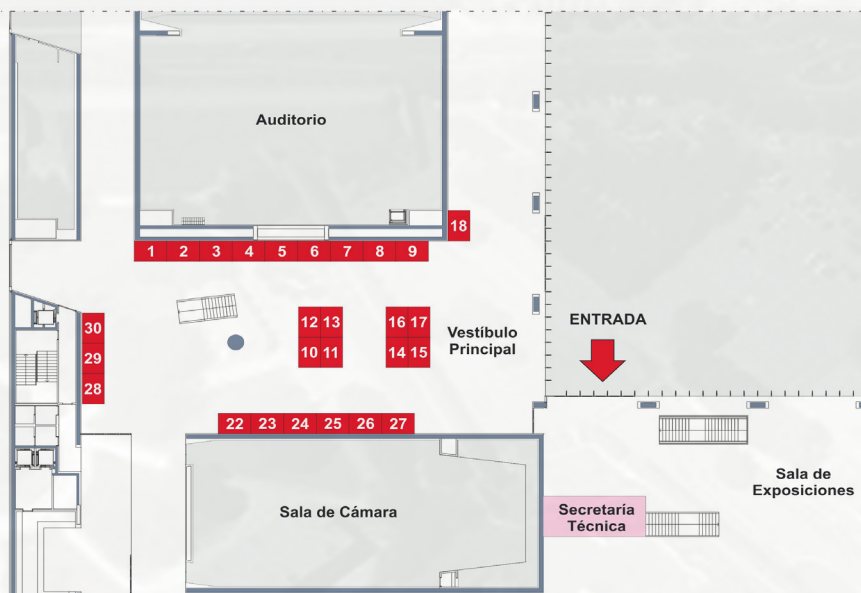 Auditorio
18
1 2 3 4 5 6 7 8 9
30
29
28
12 13
10 11
16 17
14 15
Vestíbulo
Principal
ENTRADA
22 23 24 25 26 27
Sala de Cámara
Secretaría
Técnica
Sala de
Exposiciones